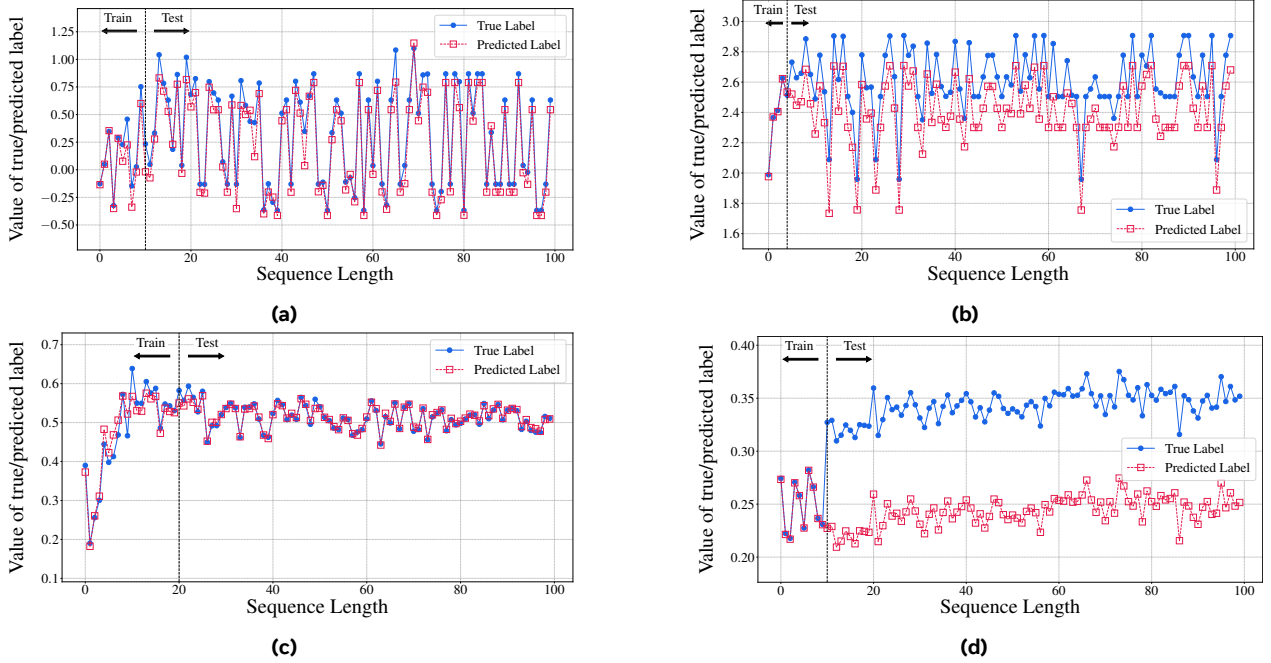 Train Test
True Label
Predicted Label
Value of true/predicted label
1.25
1.00
0.75
0.50
0.25
0.00
−0.25
−0.50
0 20 40 60 80 100
Sequence Length
(a)
Train Test
Value of true/predicted label
3.0
2.8
2.6
2.4
2.2
2.0
1.8
1.6
True Label
Predicted Label
0 20 40 60 80 100
Sequence Length
(b)
Train Test
True Label
Predicted Label
Value of true/predicted label
0.7
0.6
0.5
0.4
0.3
0.2
0.1
0 20 40 60 80 100
Sequence Length
(c)
Train Test
Value of true/predicted label
0.40
0.35
0.30
0.25
0.20
True Label
Predicted Label
0 20 40 60 80 100
Sequence Length
(d)